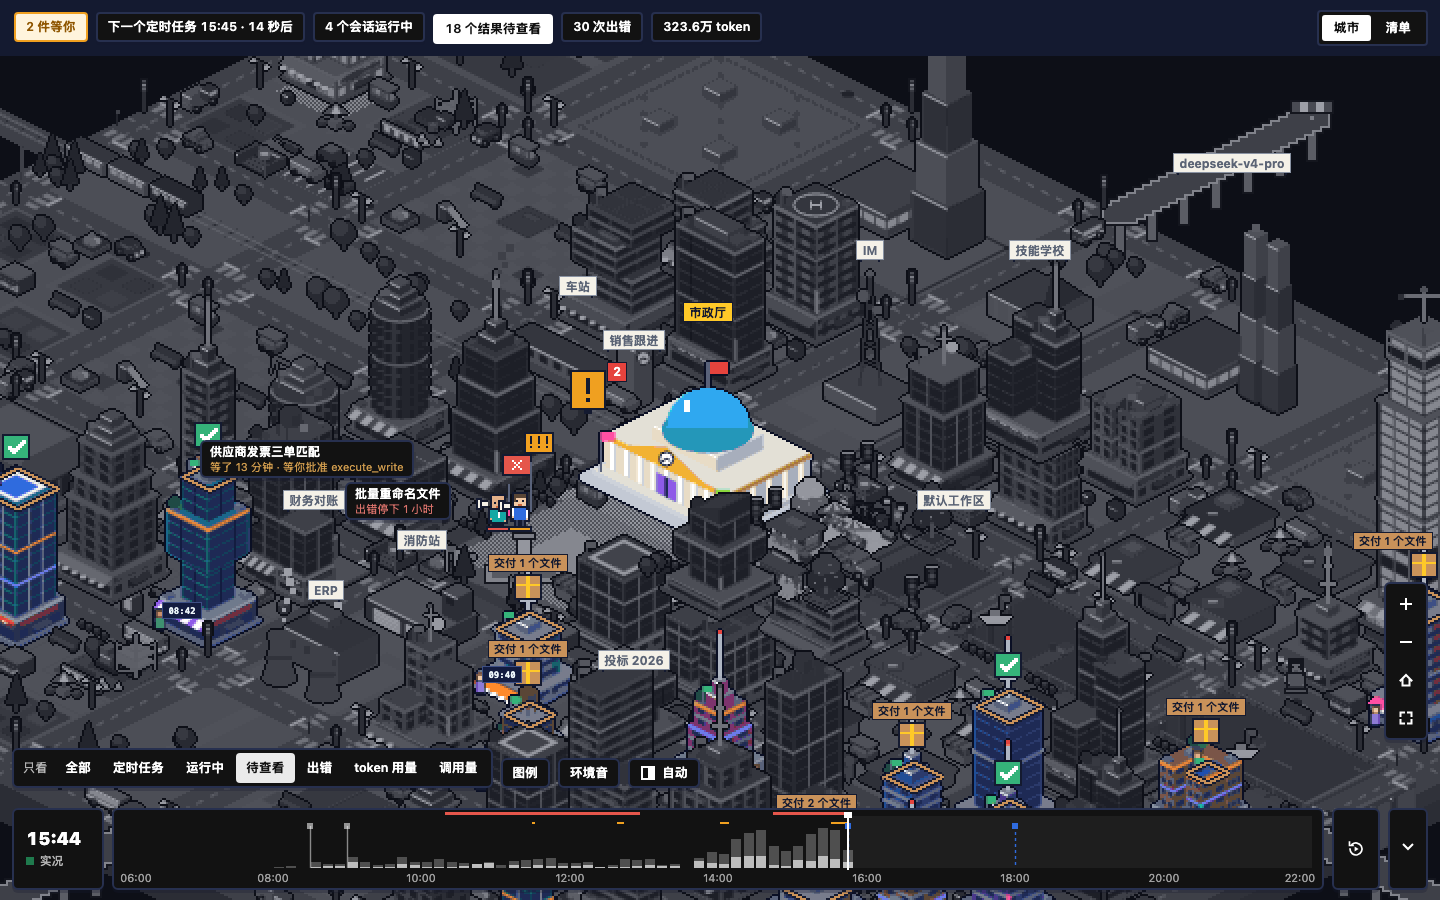 2 件等你
下一个定时任务 15:45 · 14 秒后
4 个会话运行中
18 个结果待查看
30 次出错
323.6万 token
城市
清单
deepseek-v4-pro
IM
技能学校
车站
市政厅
销售跟进
2
!
!!!
供应商发票三单匹配
等了 13 分钟 · 等你批准 execute_write
财务对账
批量重命名文件
出错停下 1 小时
默认工作区
消防站
交付 1 个文件
交付 1 个文件
ERP
08:42
交付 1 个文件
投标 2026
09:40
交付 1 个文件
交付 1 个文件
只看
全部
定时任务
运行中
待查看
出错
token 用量
调用量
图例
环境音
自动
交付 2 个文件
15:44
实况
06:00
08:00
10:00
12:00
14:00
16:00
18:00
20:00
22:00